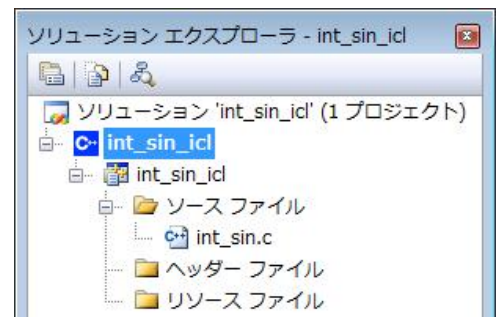 ソリューション エクスプローラ - int_sin_icl
ソリューション 'int_sin_icl' (1 プロジェクト)
int_sin_icl
int_sin_icl
ソース ファイル
int_sin.c
ヘッダー ファイル
リソース ファイル